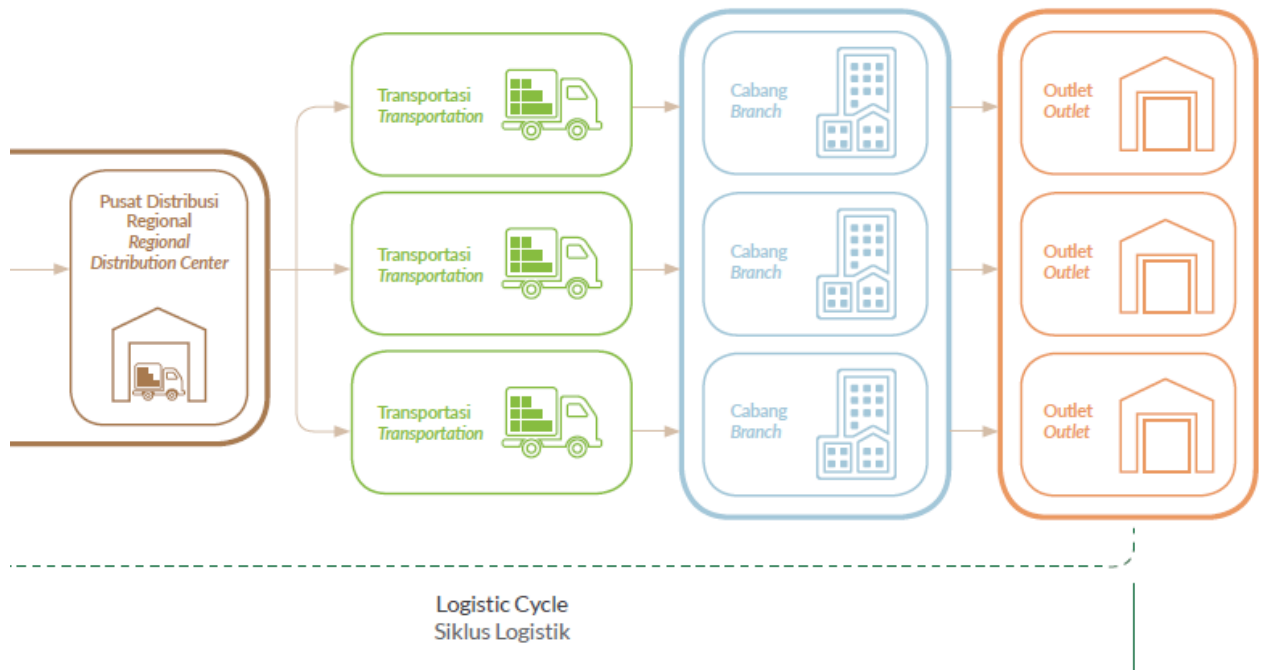 Pusat Distribusi
Regional
Regional
Distribution Center
Transportasi
Transportation
Cabang
Branch
Outlet
Outlet
Transportasi
Transportation
Cabang
Branch
Outlet
Outlet
Transportasi
Transportation
Cabang
Branch
Outlet
Outlet
Logistic Cycle
Siklus Logistik